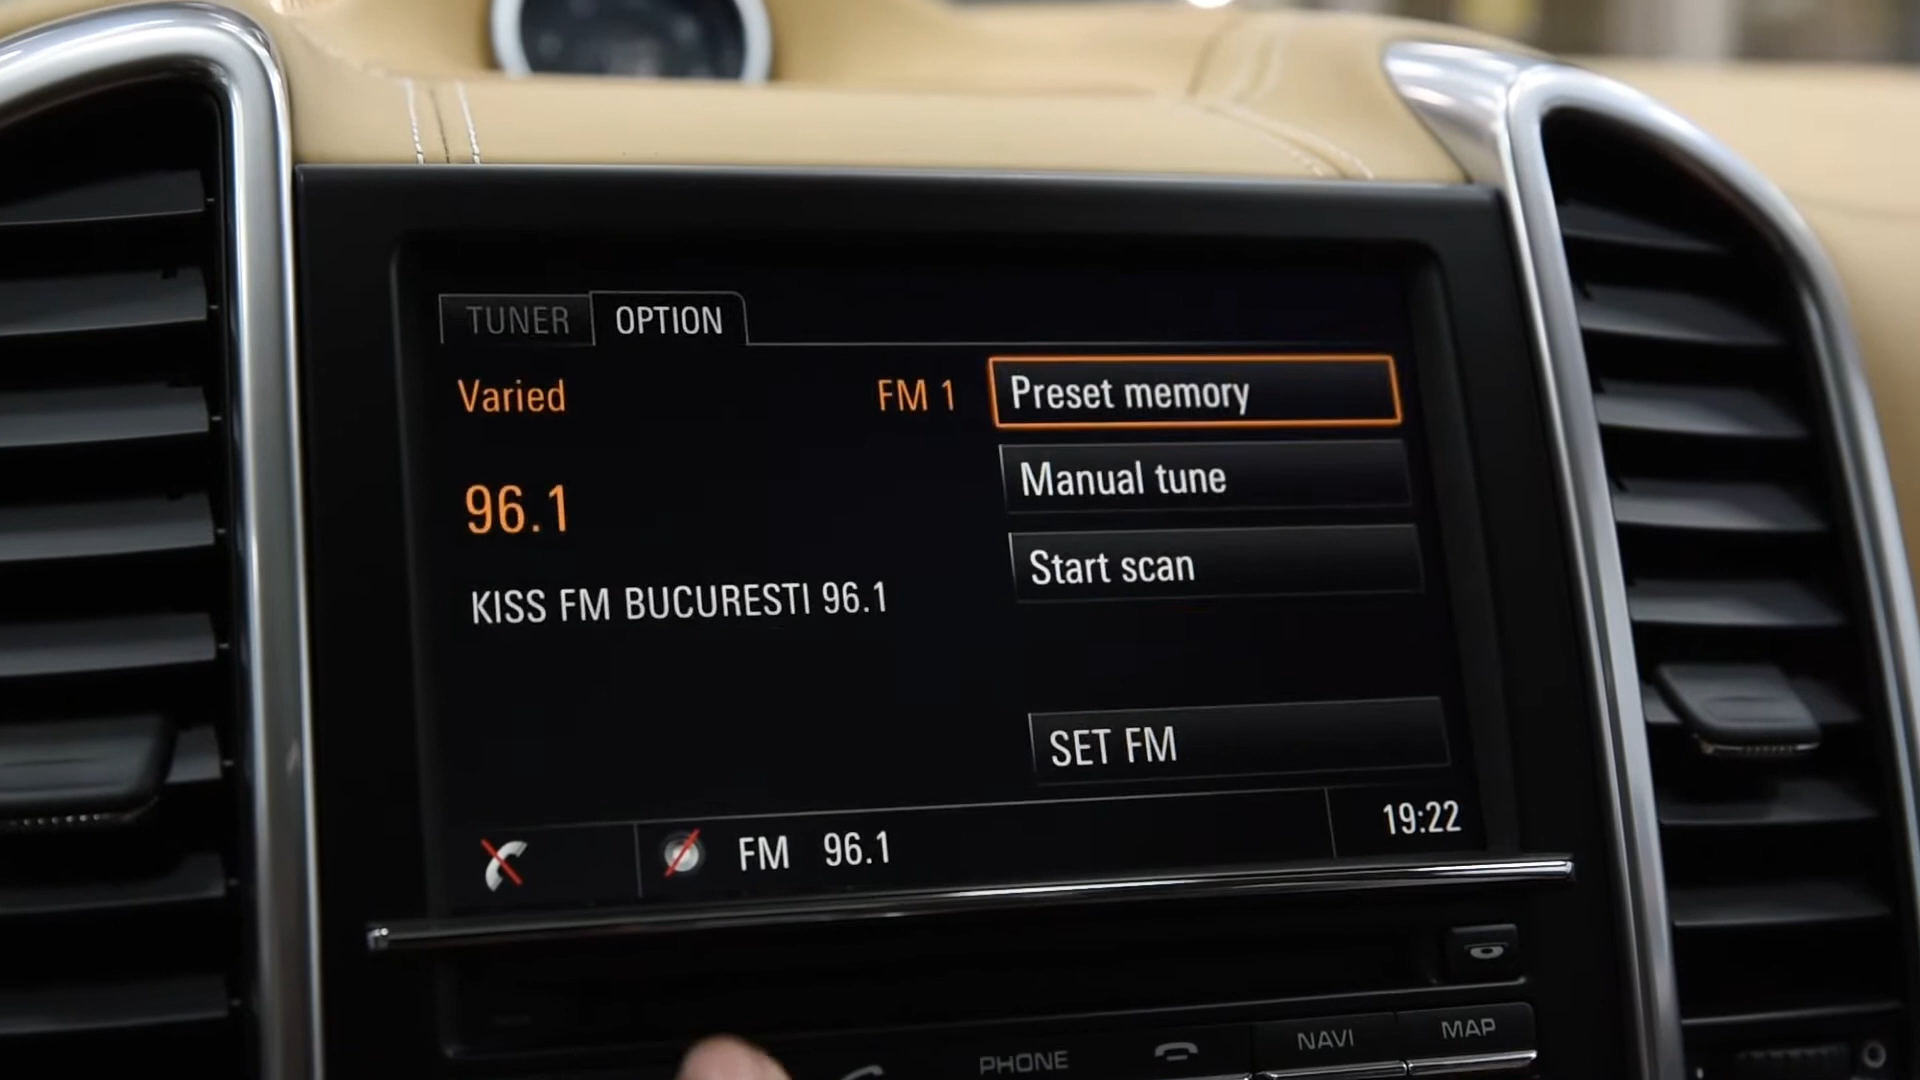 TUNER OPTION
Varied FM 1
Preset memory
Manual tune
96.1
Start scan
KISS FM BUCURESTI 96.1
SET FM
FM 96.1
19:22
PHONE
NAVI
MAP